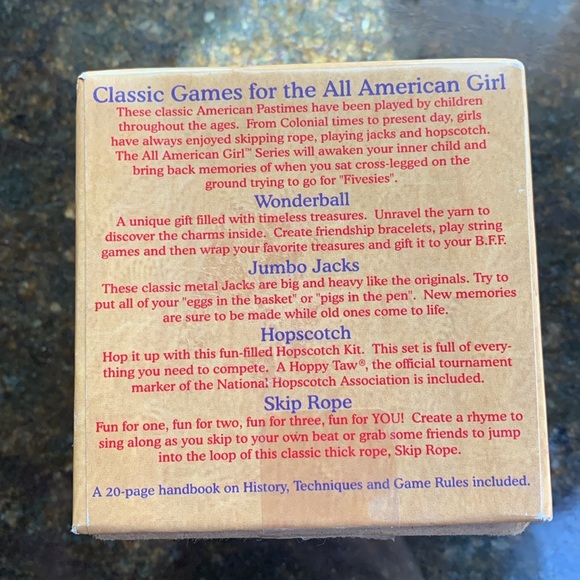 Classic Games for the All American Girl
These classic American Pastimes have been played by children
throughout the ages. From Colonial times to present day, girls
have always enjoyed skipping rope, playing jacks and hopscotch.
The All American Girl™ Series will awaken your inner child and
bring back memories of when you sat cross-legged on the
ground trying to go for "Fivesies".
Wonderball
A unique gift filled with timeless treasures. Unravel the yarn to
discover the charms inside. Create friendship bracelets, play string
games and then wrap your favorite treasures and gift it to your B.F.F.
Jumbo Jacks
These classic metal Jacks are big and heavy like the originals. Try to
put all of your "eggs in the basket" or "pigs in the pen". New memories
are sure to be made while old ones come to life.
Hopscotch
Hop it up with this fun-filled Hopscotch Kit. This set is full of every-
thing you need to compete. A Hoppy Taw®, the official tournament
marker of the National Hopscotch Association is included.
Skip Rope
Fun for one, fun for two, fun for three, fun for YOU! Create a rhyme to
sing along as you skip to your own beat or grab some friends to jump
into the loop of this classic thick rope, Skip Rope.
A 20-page handbook on History, Techniques and Game Rules included.